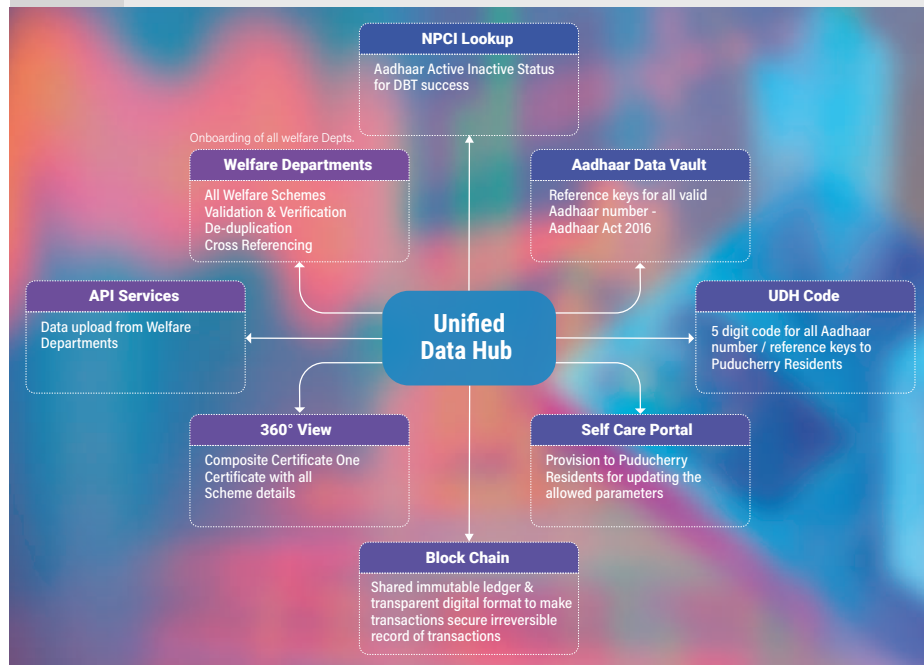 NPCI Lookup
Aadhaar Active Inactive Status
for DBT success
Onboarding of all welfare Depts.
Welfare Departments
All Welfare Schemes
Validation & Verification
De-duplication
Cross Referencing
Aadhaar Data Vault
Reference keys for all valid
Aadhaar number -
Aadhaar Act 2016
API Services
Data upload from Welfare
Departments
Unified
Data Hub
UDH Code
5 digit code for all Aadhaar
number / reference keys to
Puducherry Residents
360° View
Composite Certificate One
Certificate with all
Scheme details
Self Care Portal
Provision to Puducherry
Residents for updating the
allowed parameters
Block Chain
Shared immutable ledger &
transparent digital format to make
transactions secure irreversible
record of transactions